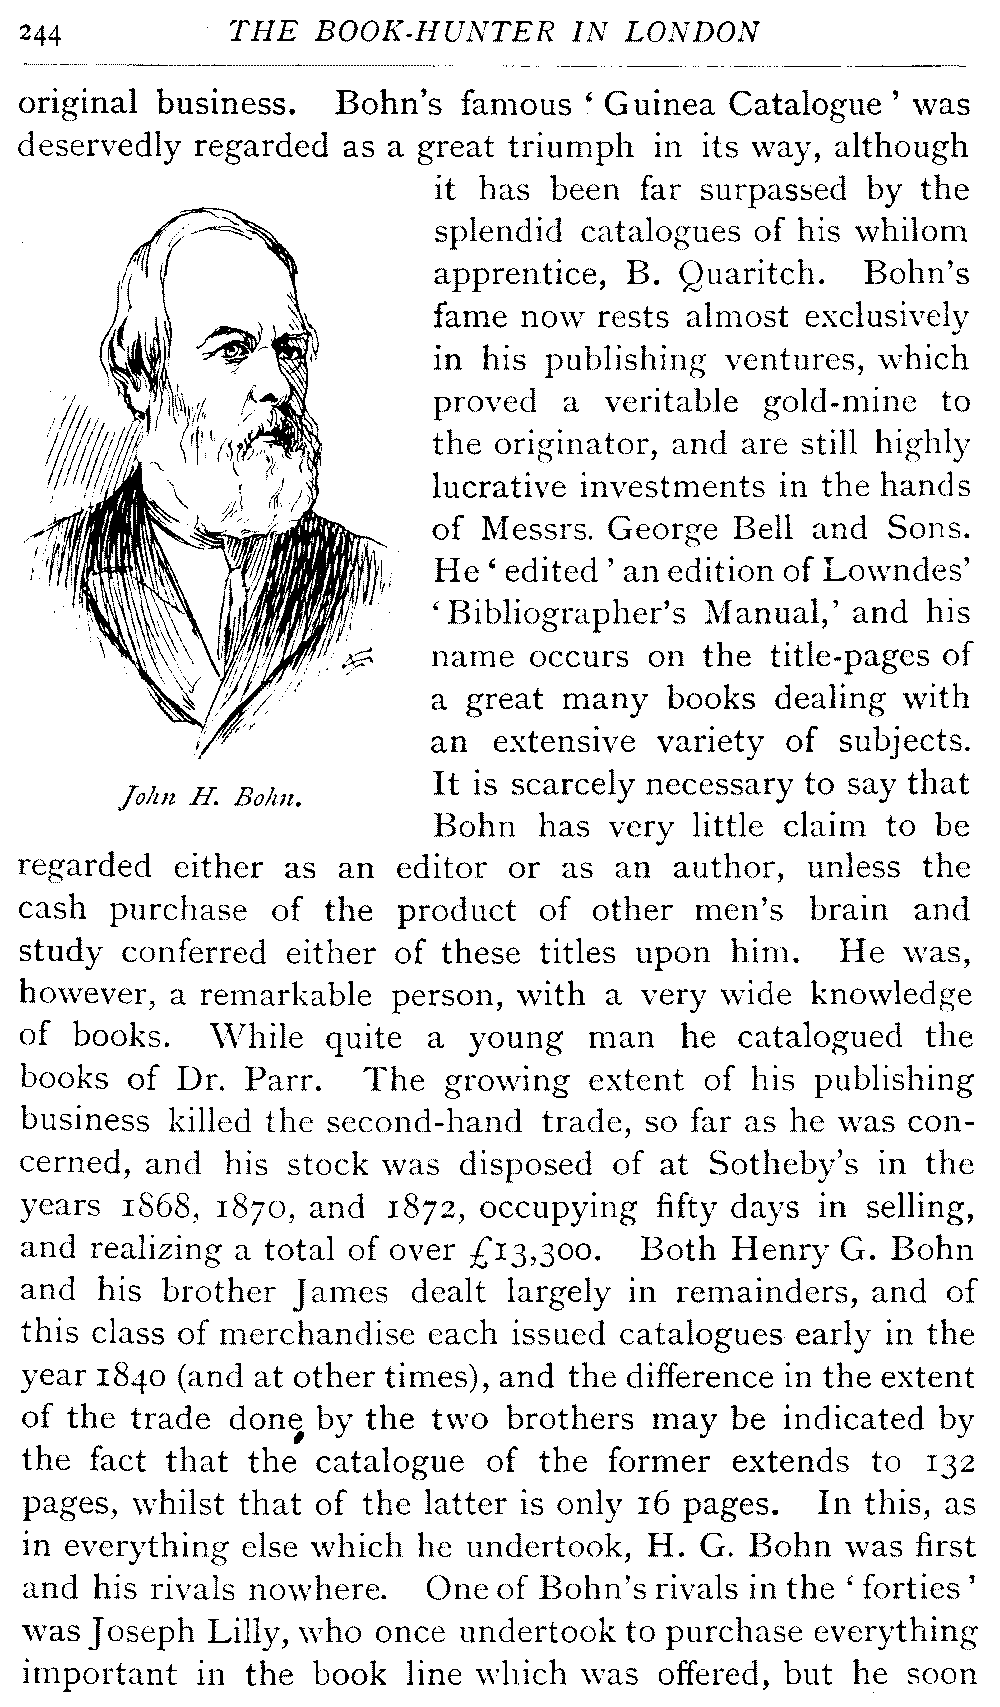 244 THE BOOK-HUNTER IN LONDON
original business. Bohn's famous ‘ Guinea Catalogue ’ was
deservedly regarded as a great triumph in its way, although
it has been far surpassed by the
splendid catalogues of his whilom
apprentice, B. Quaritch. Bohn's
fame now rests almost exclusively
in his publishing ventures, which
proved a veritable gold-mine to
the originator, and are still highly
lucrative investments in the hands
of Messrs. George Bell and Sons.
He ‘ edited ’ an edition of Lowndes’
‘ Bibliographer's Manual,’ and his
name occurs on the title-pages of
a great many books dealing with
an extensive variety of subjects.
It is scarcely necessary to say that
Bohn has very little claim to be
John H. Bohn.
regarded either as an editor or as an author, unless the
cash purchase of the product of other men's brain and
study conferred either of these titles upon him. He was,
however, a remarkable person, with a very wide knowledge
of books. While quite a young man he catalogued the
books of Dr. Parr. The growing extent of his publishing
business killed the second-hand trade, so far as he was con-
cerned, and his stock was disposed of at Sotheby's in the
years 1868, 1870, and 1872, occupying fifty days in selling,
and realizing a total of over £13,300. Both Henry G. Bohn
and his brother James dealt largely in remainders, and of
this class of merchandise each issued catalogues early in the
year 1840 (and at other times), and the difference in the extent
of the trade done by the two brothers may be indicated by
the fact that the catalogue of the former extends to 132
pages, whilst that of the latter is only 16 pages. In this, as
in everything else which he undertook, H. G. Bohn was first
and his rivals nowhere. One of Bohn's rivals in the ‘ forties ’
was Joseph Lilly, who once undertook to purchase everything
important in the book line which was offered, but he soon